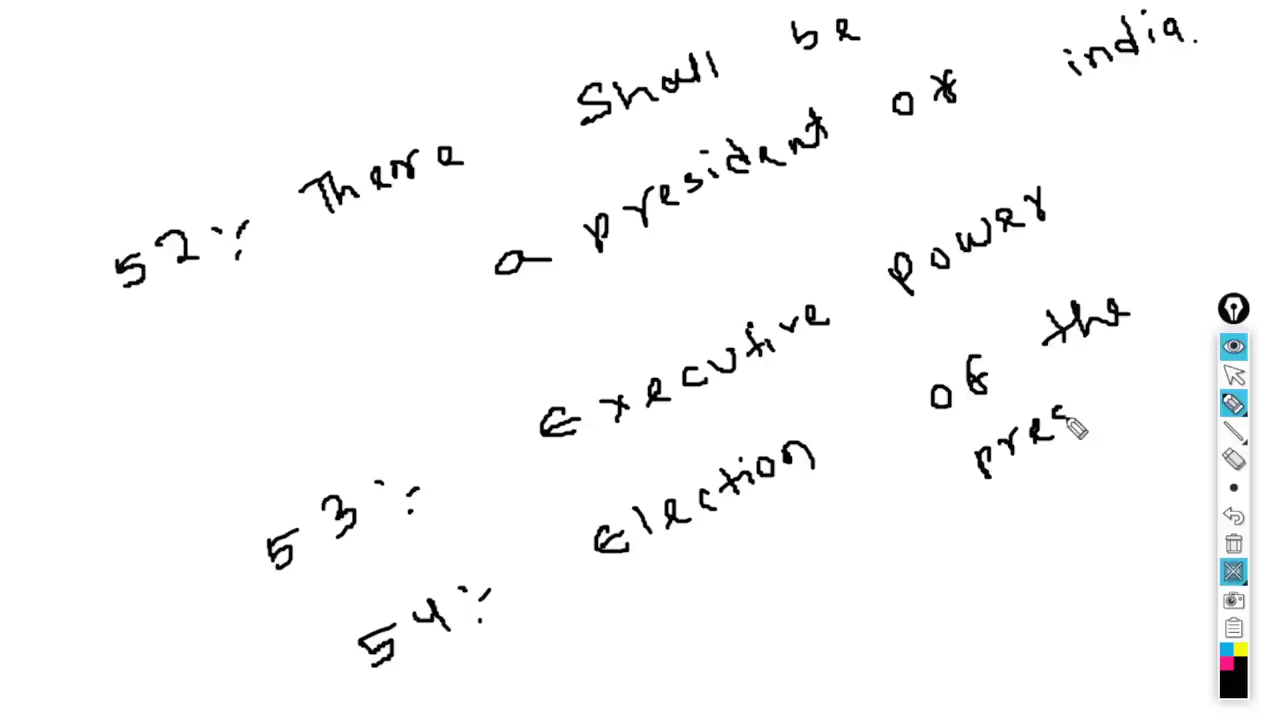 52: There shall be
a president of india.
53: Executive power
54: Election of the
pres